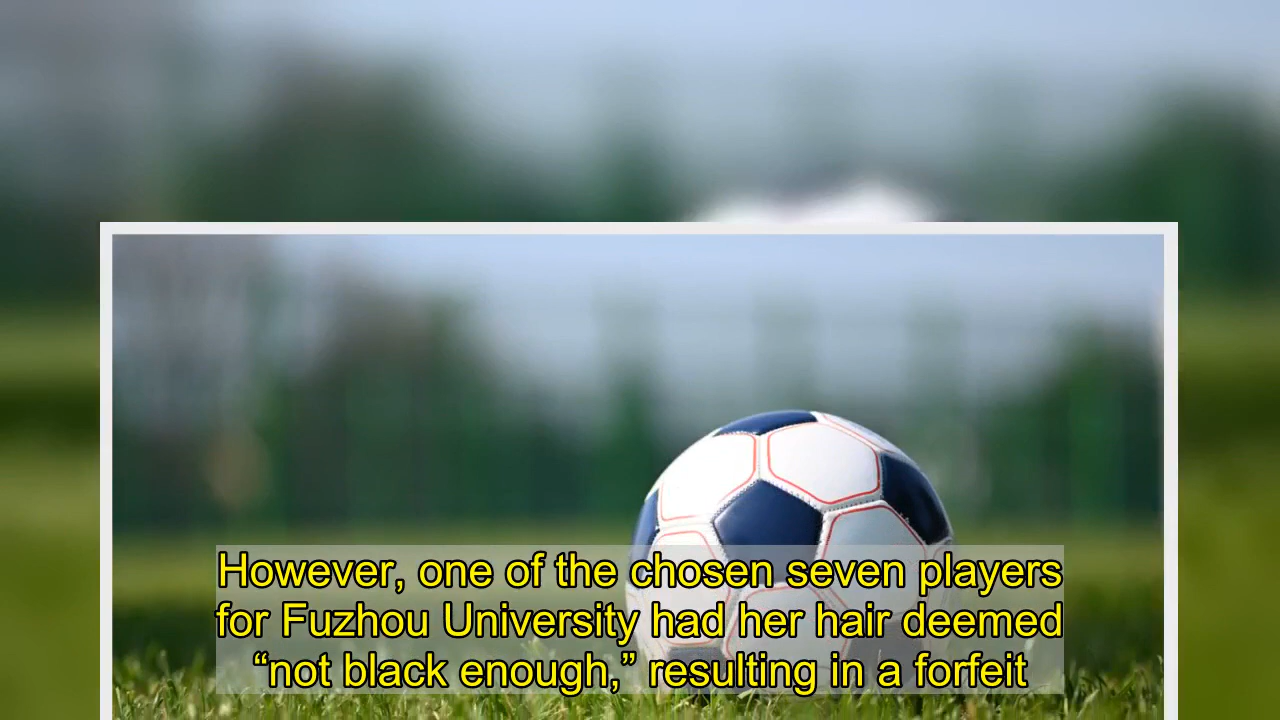 However, one of the chosen seven players
for Fuzhou University had her hair deemed
“not black enough,” resulting in a forfeit